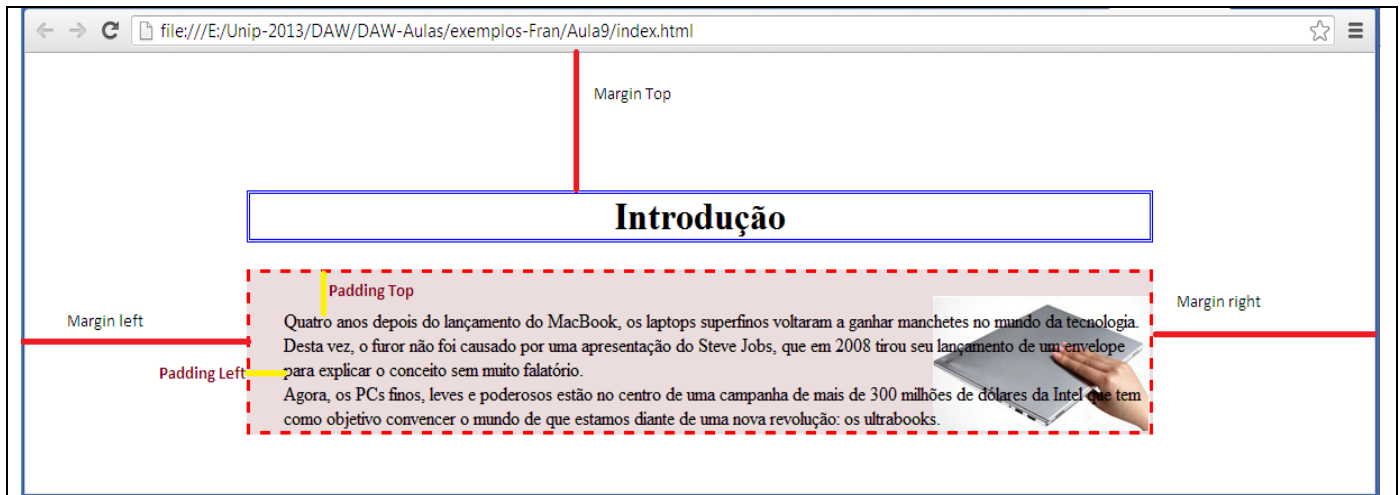 file:///E:/Unip-2013/DAW/DAW-Aulas/exemplos-Fran/Aula9/index.html
Margin Top
Introdução
Padding Top
Margin right
Margin left
Quatro anos depois do lançamento do MacBook, os laptops superfinos voltaram a ganhar manchetes no mundo da tecnologia.
Desta vez, o furor não foi causado por uma apresentação do Steve Jobs, que em 2008 tirou seu lançamento de um envelope
Padding Left
para explicar o conceito sem muito falatório.
Agora, os PCs finos, leves e poderosos estão no centro de uma campanha de mais de 300 milhões de dólares da Intel que tem
como objetivo convencer o mundo de que estamos diante de uma nova revolução: os ultrabooks.